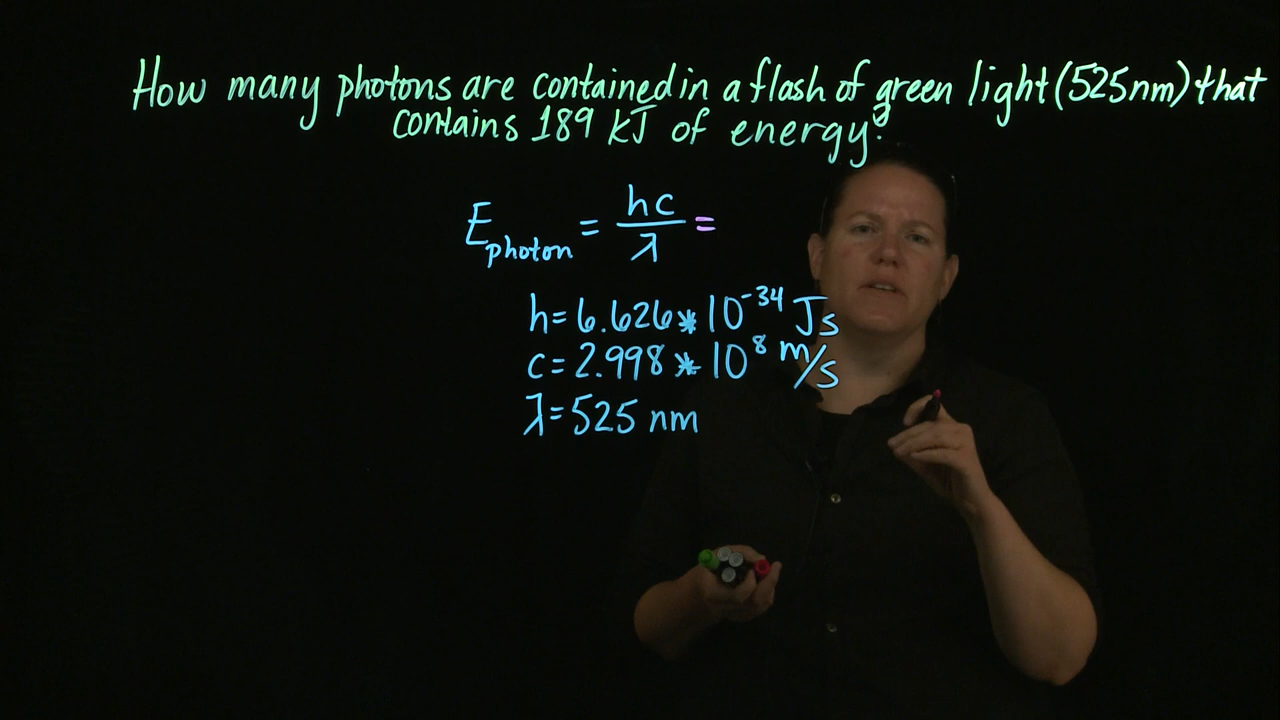 How many photons are contained in a flash of green light (525nm) that
contains 189 kJ of energy?
E photon = hc/λ =
h=6.626*10^-34 Js
c=2.998*10^8 m/s
λ=525 nm